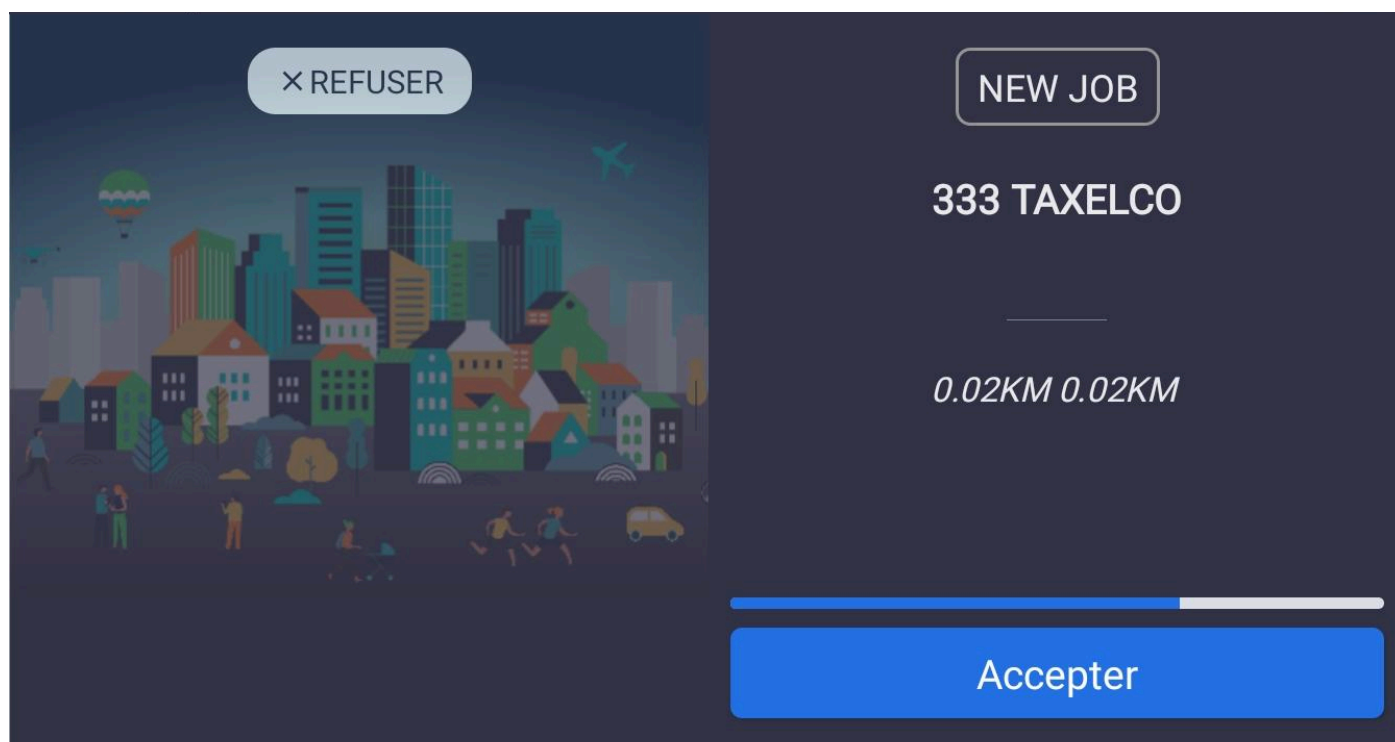 × REFUSER
NEW JOB
333 TAXELCO
0.02KM 0.02KM
Accepter